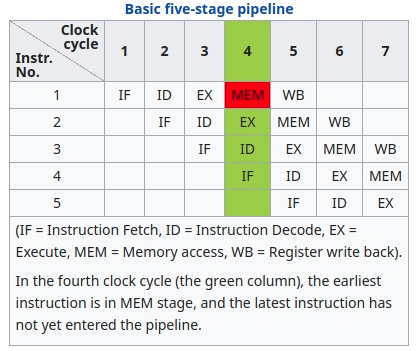 Basic five-stage pipeline
Clock cycle
Instr. No.
1 2 3 4 5 6 7
1 IF ID EX MEM WB
2 IF ID EX MEM WB
3 IF ID EX MEM WB
4 IF ID EX MEM
5 IF ID EX
(IF = Instruction Fetch, ID = Instruction Decode, EX =
Execute, MEM = Memory access, WB = Register write back).
In the fourth clock cycle (the green column), the earliest
instruction is in MEM stage, and the latest instruction has
not yet entered the pipeline.